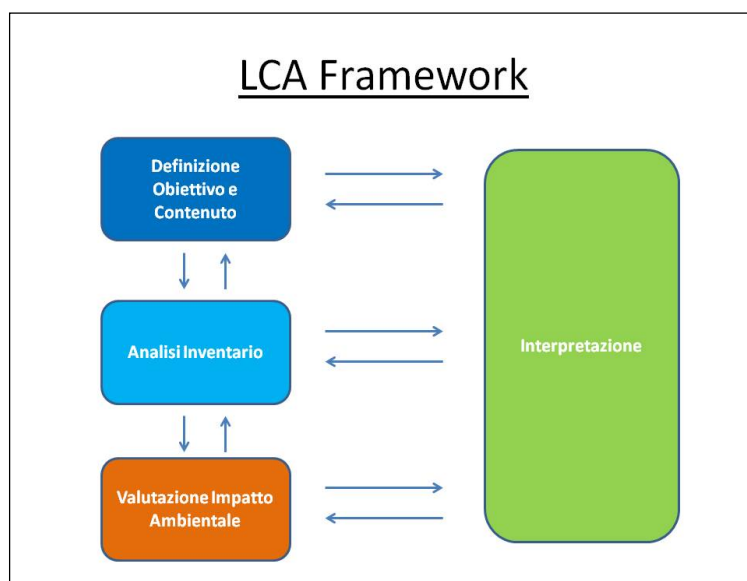 LCA Framework
Definizione
Obiettivo e
Contenuto
Analisi Inventario
Interpretazione
Valutazione Impatto
Ambientale